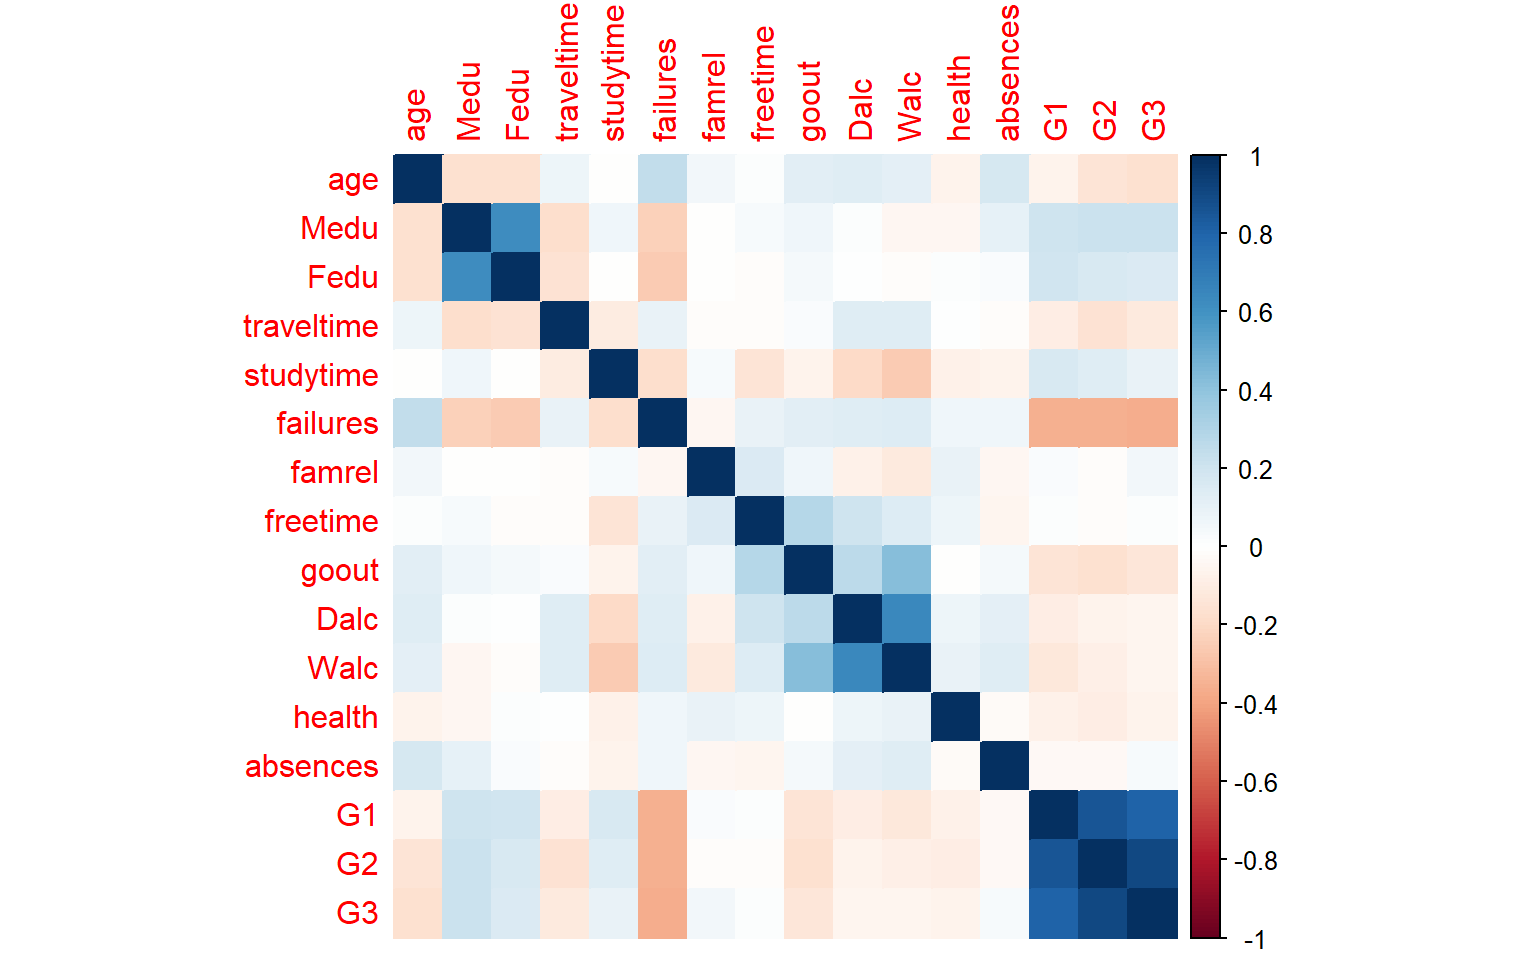 age
Medu
Fedu
traveltime
studytime
failures
famrel
freetime
goout
Dalc
Walc
health
absences
G1
G2
G3
age
Medu
Fedu
traveltime
studytime
failures
famrel
freetime
goout
Dalc
Walc
health
absences
G1
G2
G3
1
0.8
0.6
0.4
0.2
0
-0.2
-0.4
-0.6
-0.8
-1